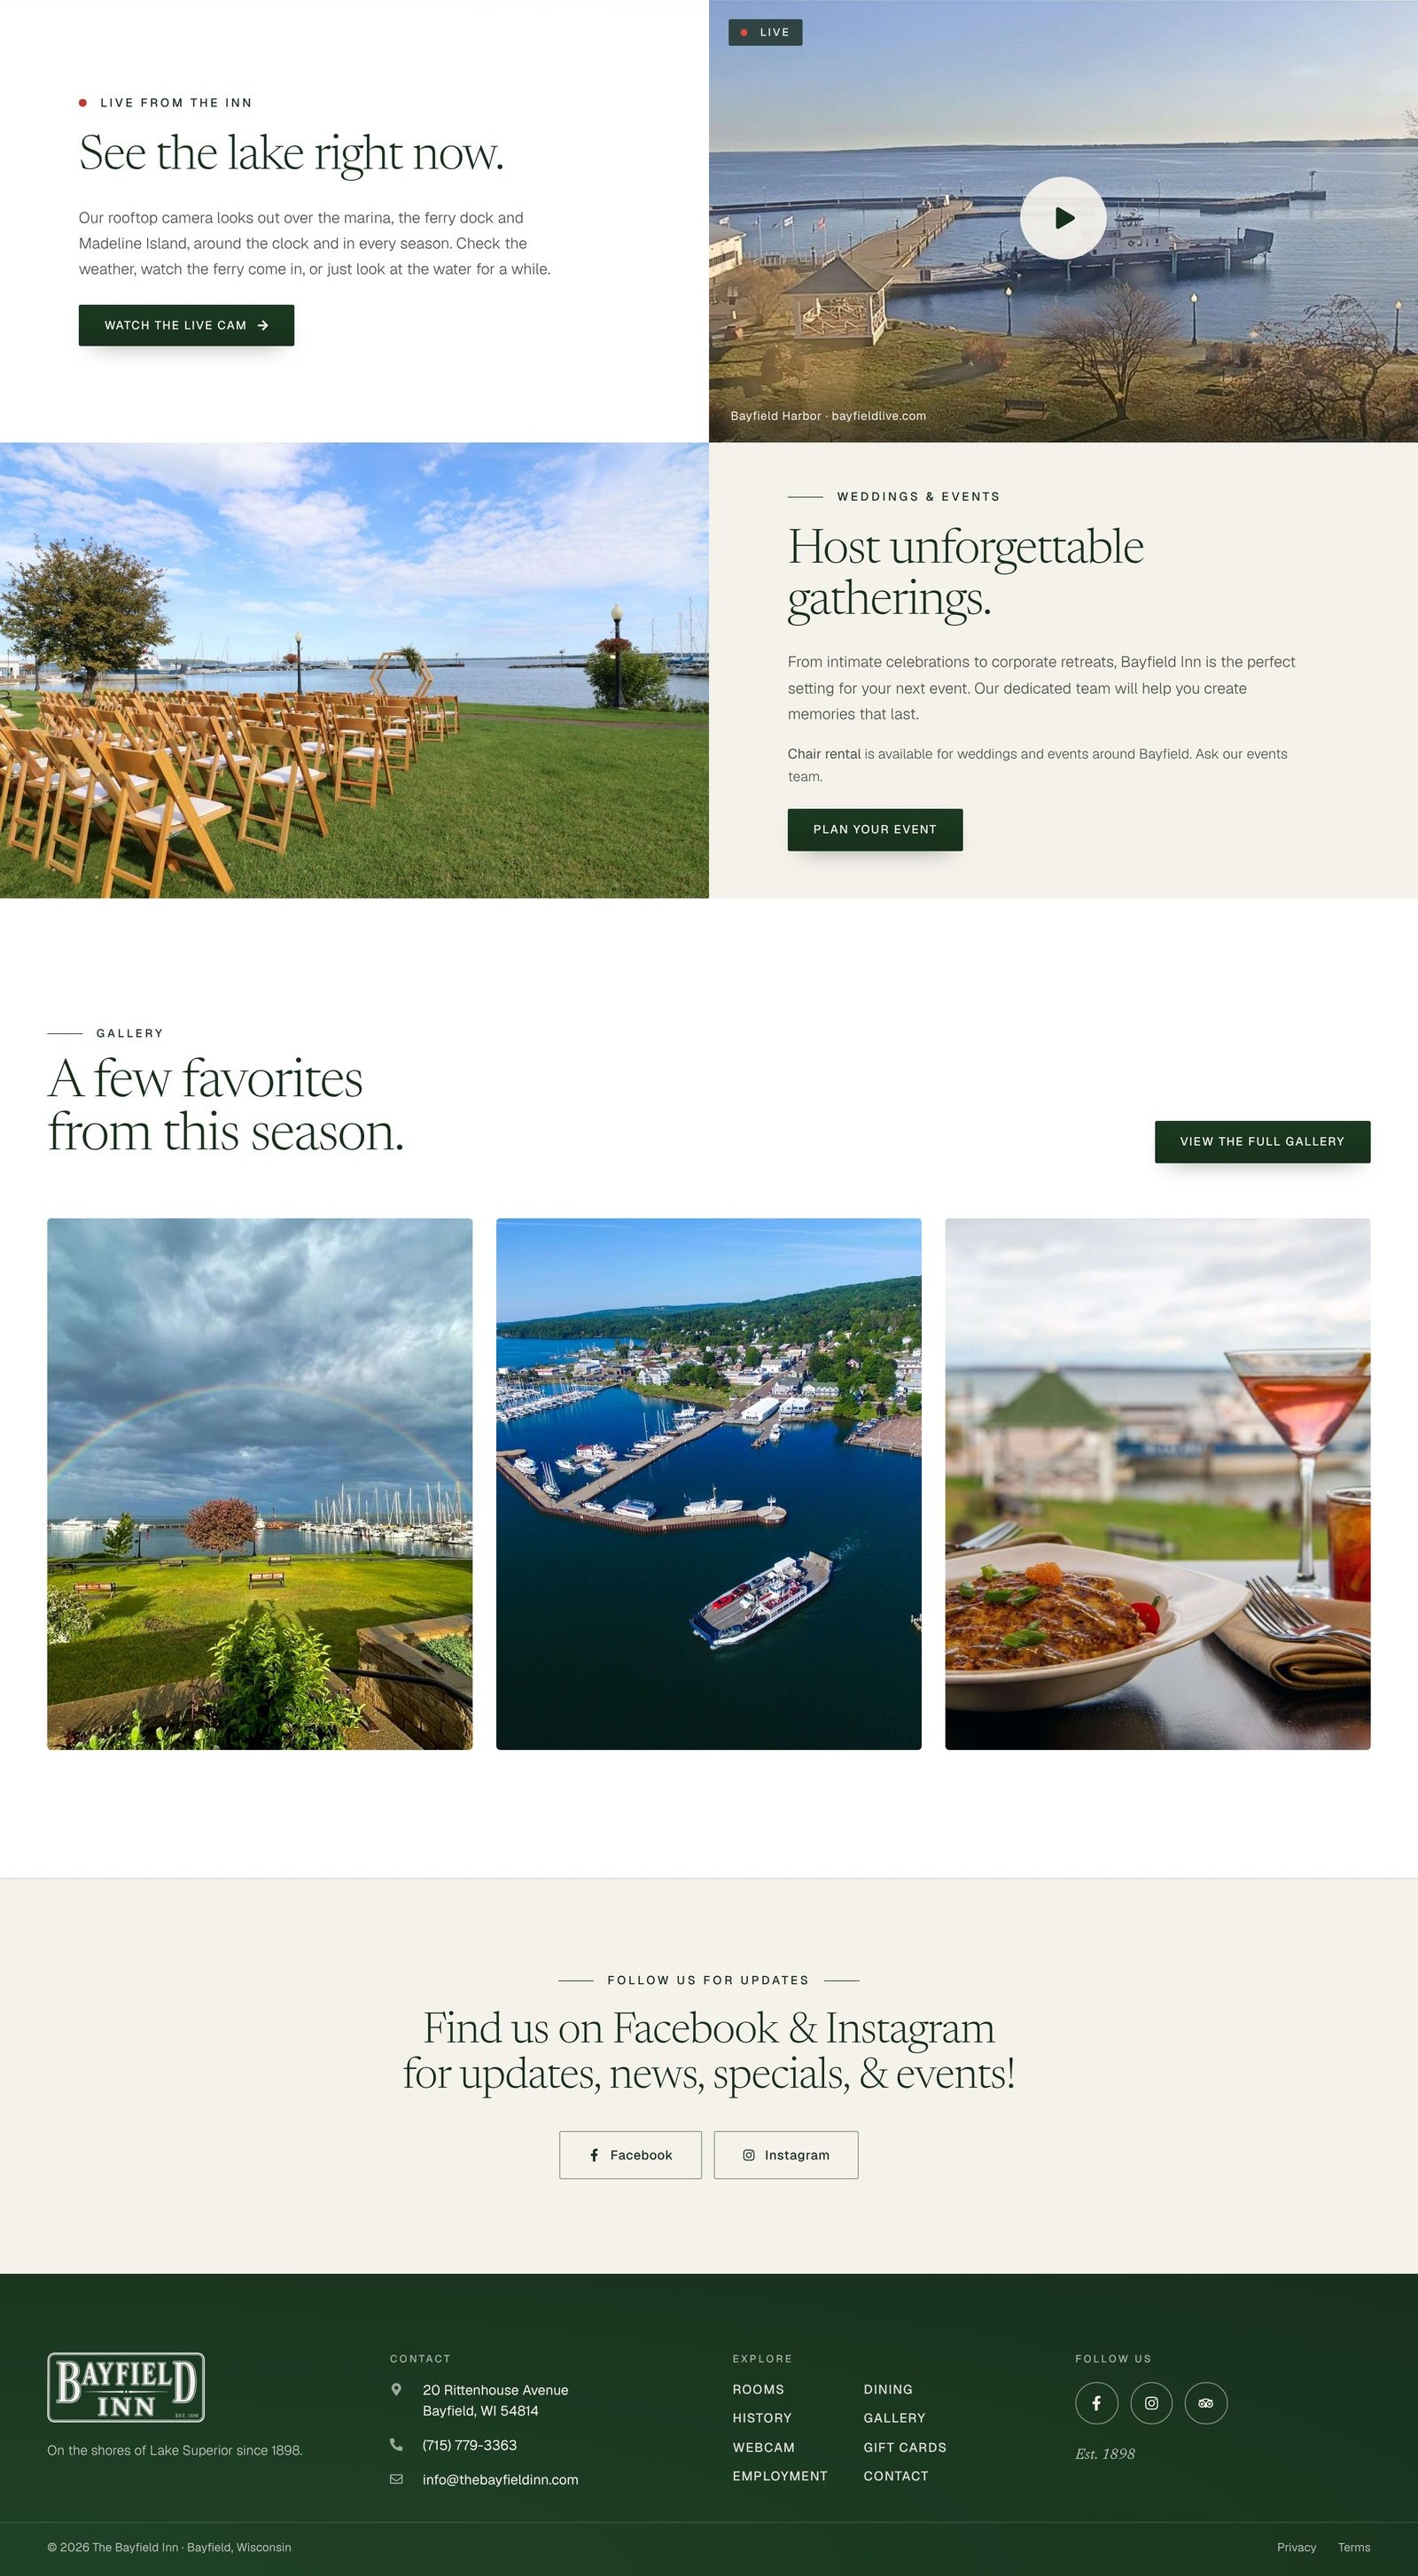 LIVE FROM THE INN
See the lake right now.
Our rooftop camera looks out over the marina, the ferry dock and
Madeline Island, around the clock and in every season. Check the
weather, watch the ferry come in, or just look at the water for a while.
WATCH THE LIVE CAM
LIVE
Bayfield Harbor · bayfieldlive.com
WEDDINGS & EVENTS
Host unforgettable
gatherings.
From intimate celebrations to corporate retreats, Bayfield Inn is the perfect
setting for your next event. Our dedicated team will help you create
memories that last.
Chair rental is available for weddings and events around Bayfield. Ask our events
team.
PLAN YOUR EVENT
GALLERY
A few favorites
from this season.
VIEW THE FULL GALLERY
FOLLOW US FOR UPDATES
Find us on Facebook & Instagram
for updates, news, specials, & events!
Facebook
Instagram
BAYFIELD
INN
EST. 1898
On the shores of Lake Superior since 1898.
CONTACT
20 Rittenhouse Avenue
Bayfield, WI 54814
(715) 779-3363
info@thebayfieldinn.com
EXPLORE
ROOMS
DINING
HISTORY
GALLERY
WEBCAM
GIFT CARDS
EMPLOYMENT
CONTACT
FOLLOW US
Est. 1898
© 2026 The Bayfield Inn · Bayfield, Wisconsin
Privacy
Terms